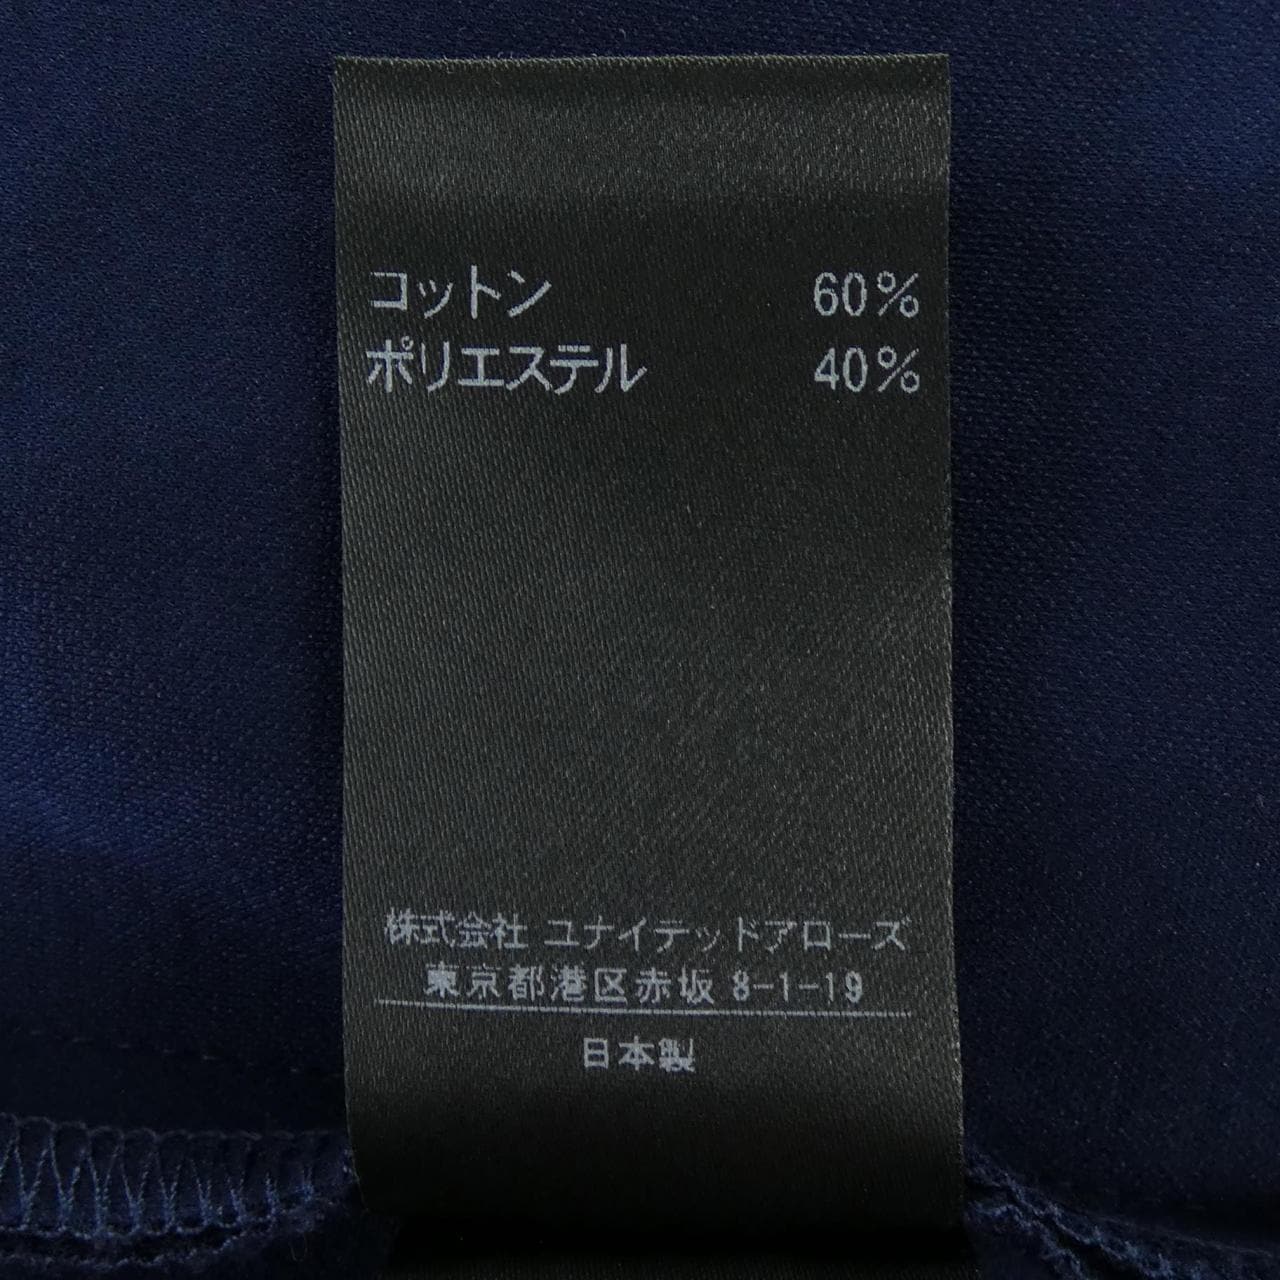 コットン 60%
ポリエステル 40%
株式会社 ユナイテッドアローズ
東京都港区赤坂 8-1-19
日本製